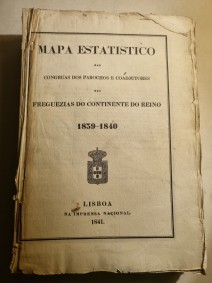 MAPA ESTATISTICO
DAS
CONGRUAS DOS PAROCHOS E COADJUTORES
DAS
FREGUEZIAS DO CONTINENTE DO REINO
1839-1840
LISBOA
NA IMPRENSA NACIONAL.
1841.